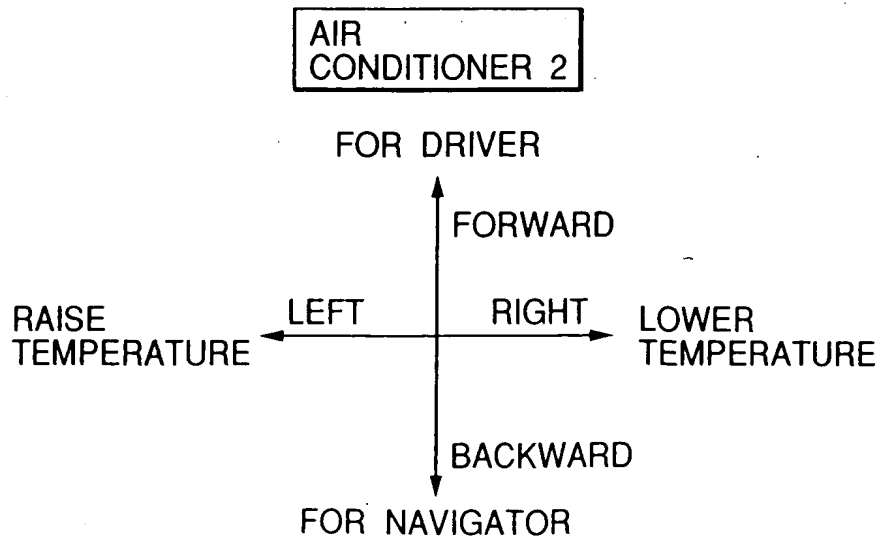 AIR
CONDITIONER 2
FOR DRIVER
FORWARD
LEFT
RIGHT
RAISE
TEMPERATURE
LOWER
TEMPERATURE
BACKWARD
FOR NAVIGATOR